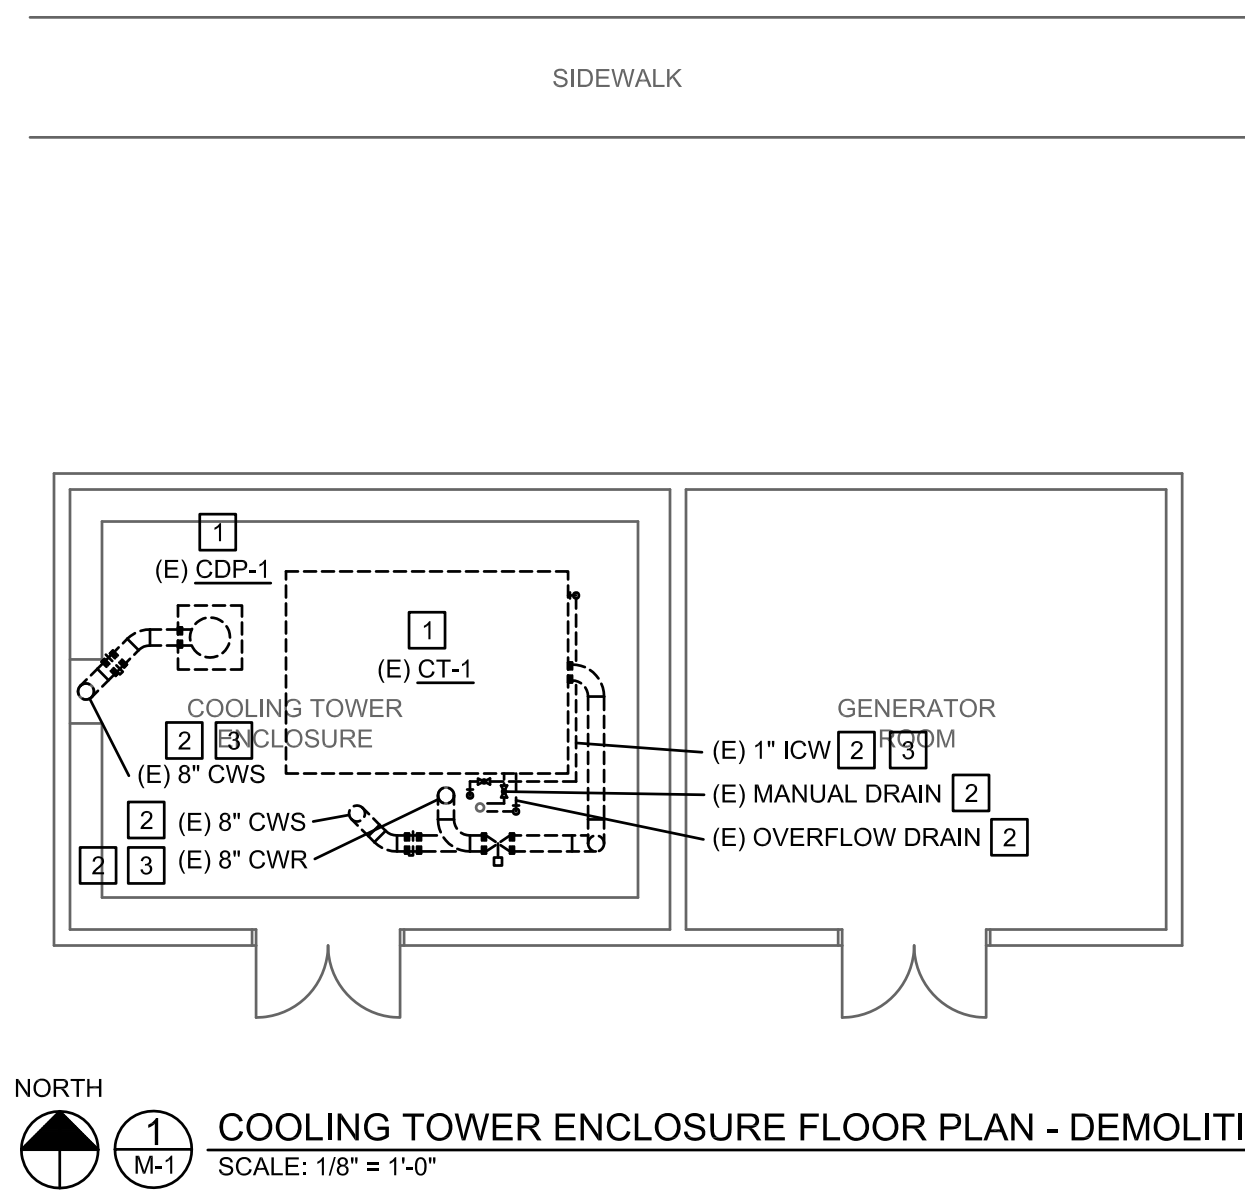 SIDEWALK
1
(E) CDP-1
1
(E) CT-1
COOLING TOWER
ENCLOSURE
GENERATOR
ROOM
2 3
(E) 8" CWS
2 (E) 8" CWS
2 3 (E) 8" CWR
(E) 1" ICW 2 3
(E) MANUAL DRAIN 2
(E) OVERFLOW DRAIN 2
NORTH
1
M-1
COOLING TOWER ENCLOSURE FLOOR PLAN - DEMOLITI
SCALE: 1/8" = 1'-0"